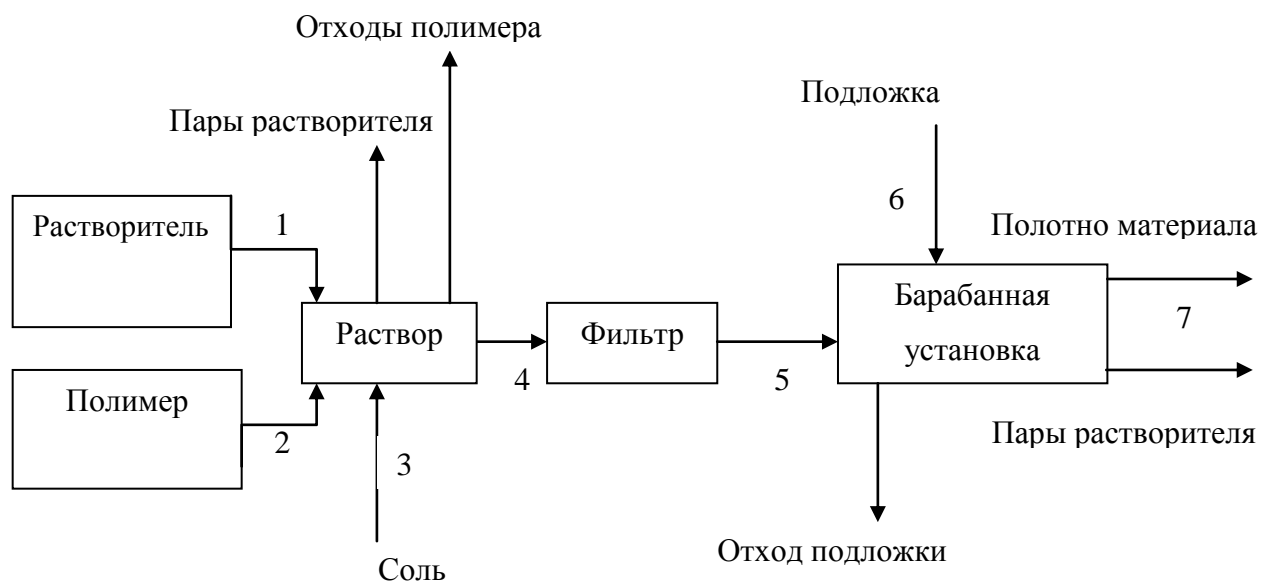 Отходы полимера
Подложка
Пары растворителя
6
Растворитель
1
Полотно материала
Барабанная
установка
7
Раствор
Фильтр
4
5
Полимер
2
Пары растворителя
3
Отход подложки
Соль